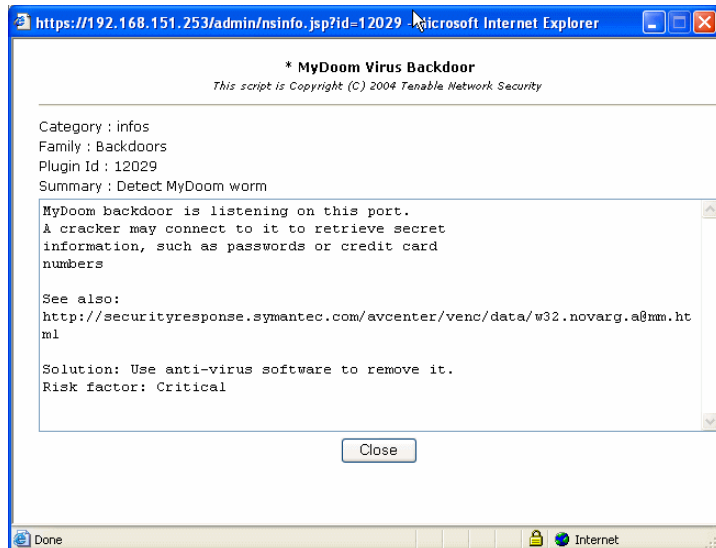 https://192.168.151.253/admin/nsinfo.jsp?id=12029 - Microsoft Internet Explorer
* MyDoom Virus Backdoor
This script is Copyright (C) 2004 Tenable Network Security
Category : infos
Family : Backdoors
Plugin Id : 12029
Summary : Detect MyDoom worm
MyDoom backdoor is listening on this port.
A cracker may connect to it to retrieve secret
information, such as passwords or credit card
numbers
See also:
http://securityresponse.symantec.com/avcenter/venc/data/w32.novarg.a@mm.ht
ml
Solution: Use anti-virus software to remove it.
Risk factor: Critical
Close
Done
Internet